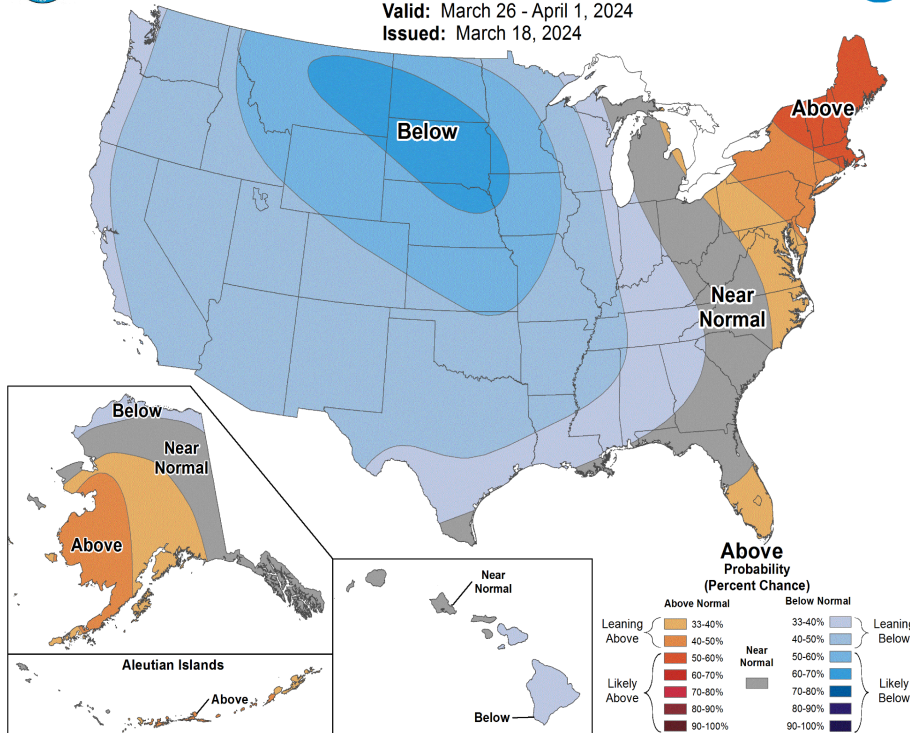 Valid: March 26 - April 1, 2024
Issued: March 18, 2024
Above
Below
Near
Normal
Below
Near
Normal
Above
Aleutian Islands
Above
Near
Normal
Below
Above
Probability
(Percent Chance)
Above Normal
Below Normal
Leaning
Above
33-40%
40-50%
50-60%
60-70%
70-80%
80-90%
90-100%
Likely
Above
Near
Normal
33-40%
40-50%
50-60%
60-70%
70-80%
80-90%
90-100%
Leaning
Below
Likely
Below